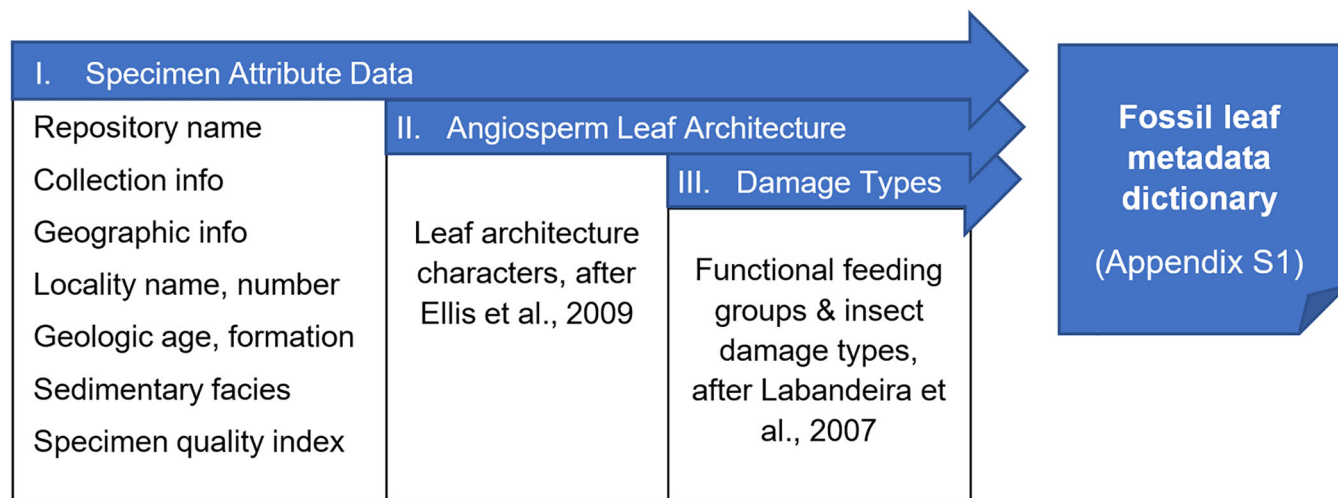 I. Specimen Attribute Data
Repository name
Collection info
Geographic info
Locality name, number
Geologic age, formation
Sedimentary facies
Specimen quality index
II. Angiosperm Leaf Architecture
Leaf architecture
characters, after
Ellis et al., 2009
III. Damage Types
Functional feeding
groups & insect
damage types,
after Labandeira et
al., 2007
Fossil leaf
metadata
dictionary
(Appendix S1)